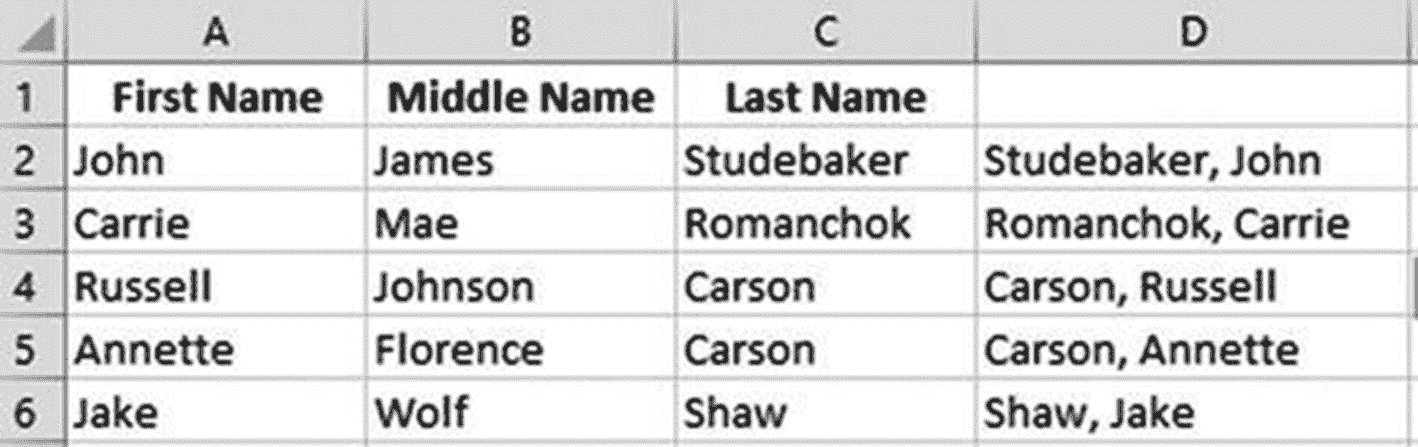 A B C D
1 First Name Middle Name Last Name
2 John James Studebaker Studebaker, John
3 Carrie Mae Romanchok Romanchok, Carrie
4 Russell Johnson Carson Carson, Russell
5 Annette Florence Carson Carson, Annette
6 Jake Wolf Shaw Shaw, Jake